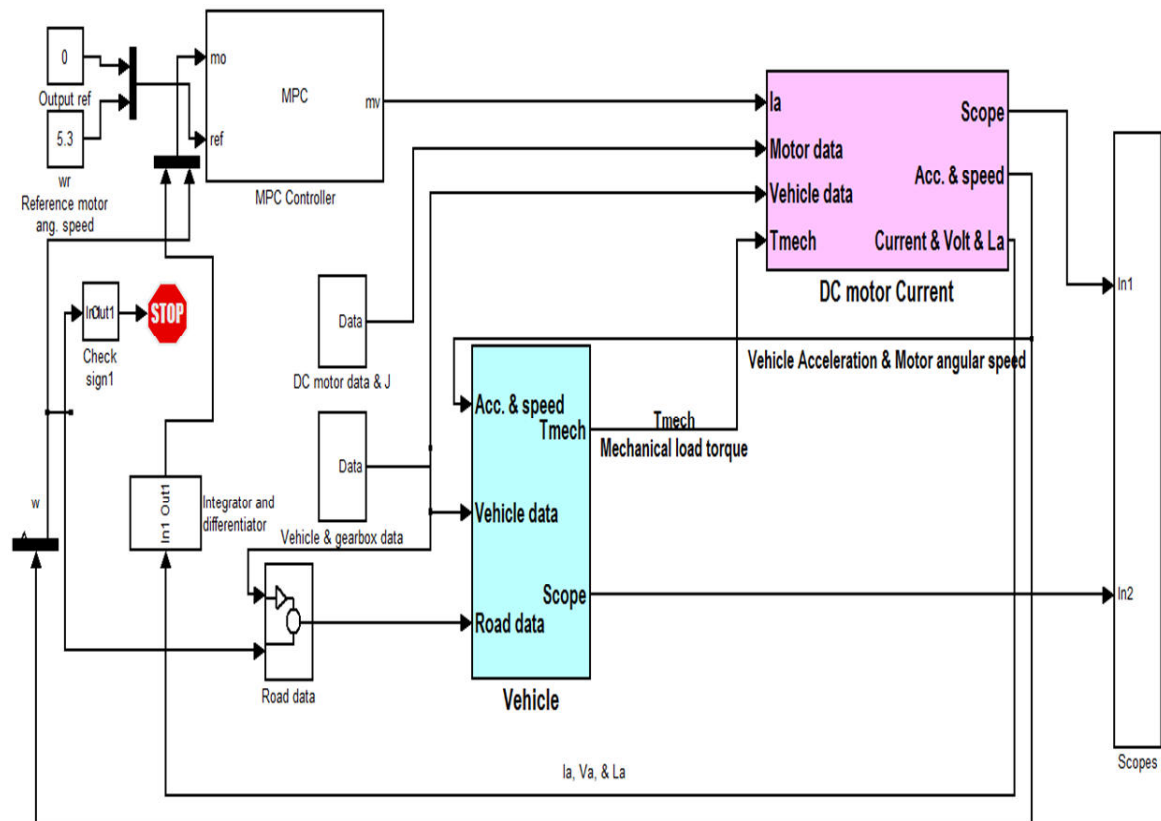 0
Output ref
5.3
wr
Reference motor
ang. speed
mo
MPC
mv
ref
MPC Controller
Ia
Motor data
Vehicle data
Tmech
Scope
Acc. & speed
Current & Volt & La
DC motor Current
In1
In2
Scopes
Out1
Check
sign1
STOP
Data
DC motor data & J
Data
Vehicle & gearbox data
Vehicle Acceleration & Motor angular speed
Acc. & speed
Tmech
Vehicle data
Scope
Road data
Vehicle
Tmech
Mechanical load torque
w
In1 Out1
Integrator and
differentiator
Road data
Ia, Va, & La